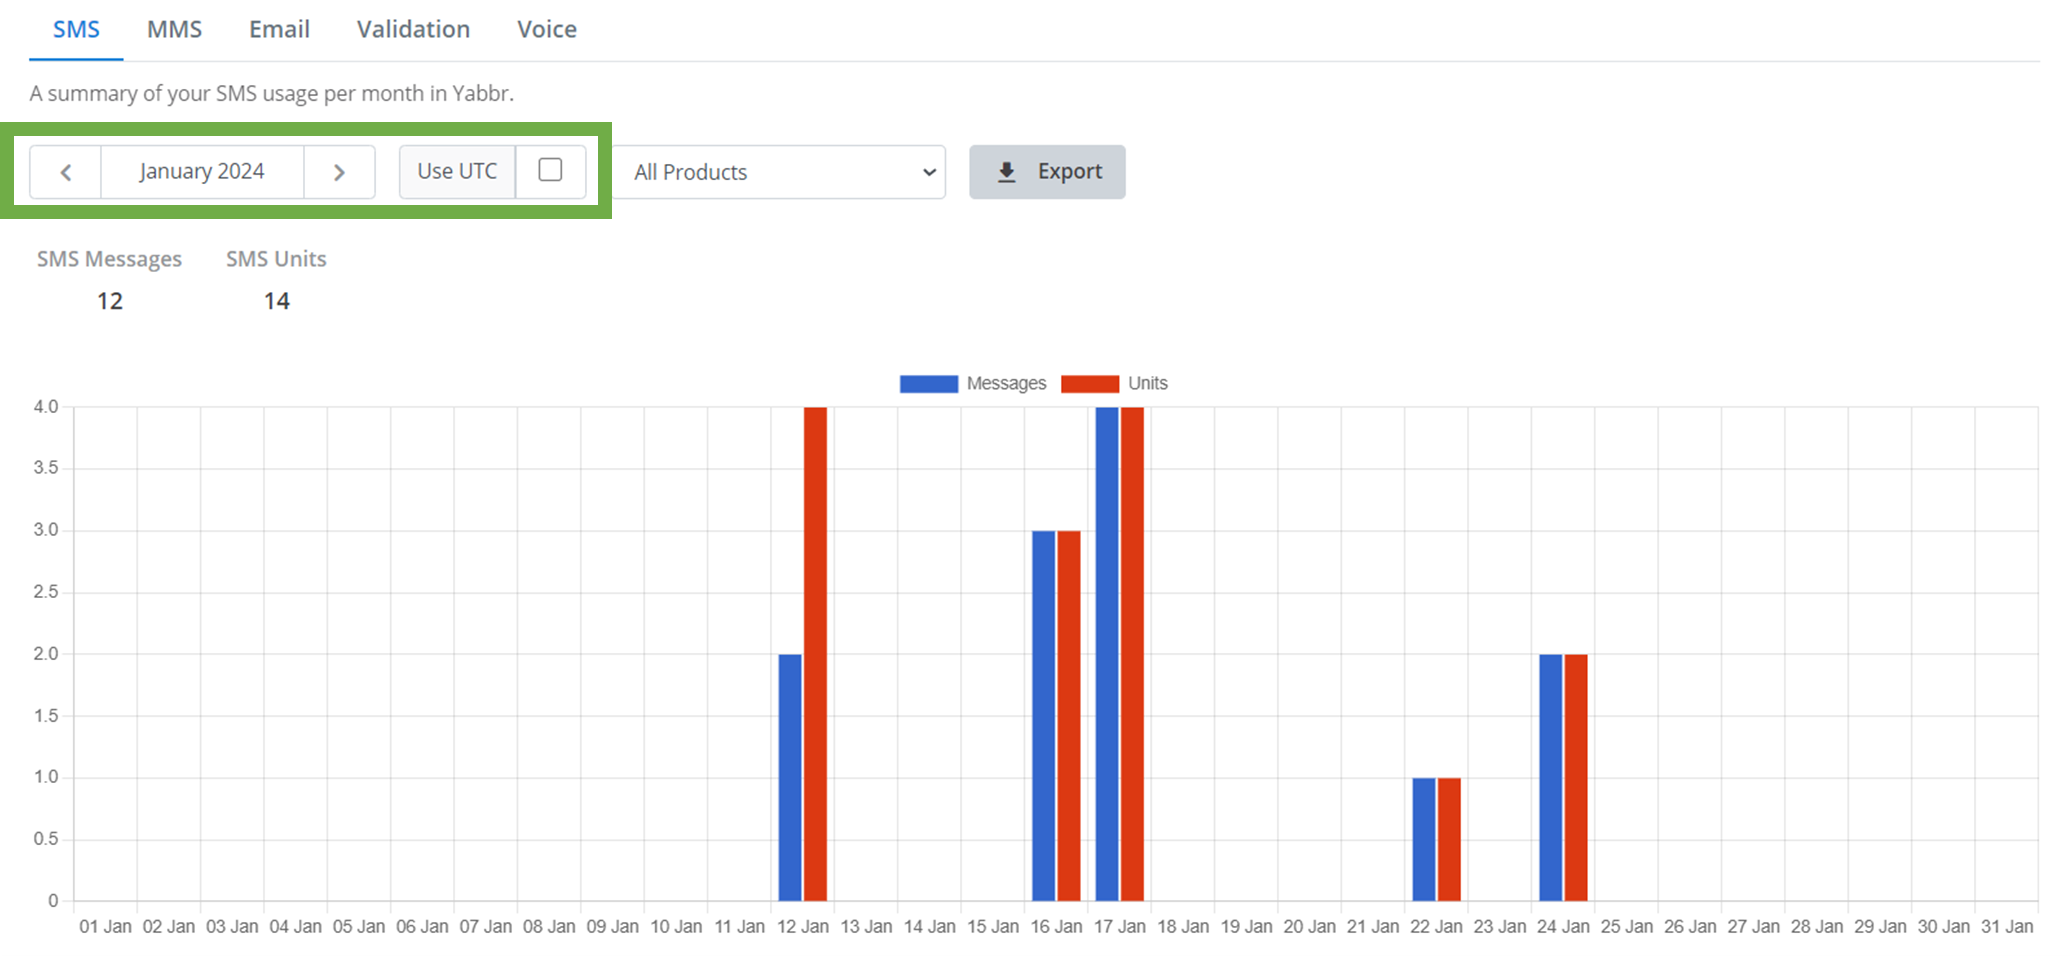 SMS MMS Email Validation Voice
A summary of your SMS usage per month in Yabbr.
January 2024 Use UTC All Products Export
SMS Messages SMS Units
12 14
Messages Units
4.0
3.5
3.0
2.5
2.0
1.5
1.0
0.5
0
01 Jan 02 Jan 03 Jan 04 Jan 05 Jan 06 Jan 07 Jan 08 Jan 09 Jan 10 Jan 11 Jan 12 Jan 13 Jan 14 Jan 15 Jan 16 Jan 17 Jan 18 Jan 19 Jan 20 Jan 21 Jan 22 Jan 23 Jan 24 Jan 25 Jan 26 Jan 27 Jan 28 Jan 29 Jan 30 Jan 31 Jan